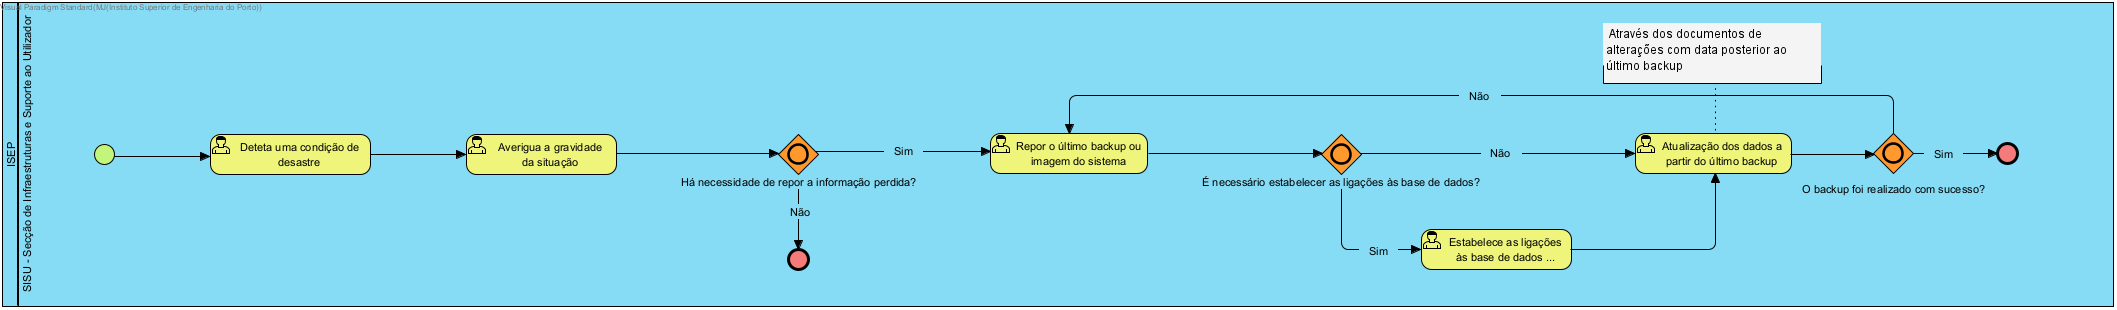 Visual Paradigm Standard(MJ(Instituto Superior de Engenharia do Porto))
ISEP
SISU - Secção de Infraestruturas e Suporte ao Utilizador
Deteta uma condição de
desastre
Averigua a gravidade
da situação
Há necessidade de repor a informação perdida?
Sim
Não
Repor o último backup ou
imagem do sistema
É necessário estabelecer as ligações às base de dados?
Não
Sim
Estabelece as ligações
às base de dados ...
Através dos documentos de
alterações com data posterior ao
último backup
Atualização dos dados a
partir do último backup
Não
O backup foi realizado com sucesso?
Sim